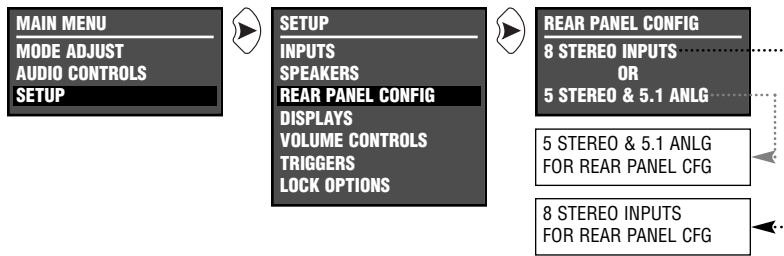 MAIN MENU
MODE ADJUST
AUDIO CONTROLS
SETUP
SETUP
INPUTS
SPEAKERS
REAR PANEL CONFIG
DISPLAYS
VOLUME CONTROLS
TRIGGERS
LOCK OPTIONS
REAR PANEL CONFIG
8 STEREO INPUTS
OR
5 STEREO & 5.1 ANLG
5 STEREO & 5.1 ANLG
FOR REAR PANEL CFG
8 STEREO INPUTS
FOR REAR PANEL CFG